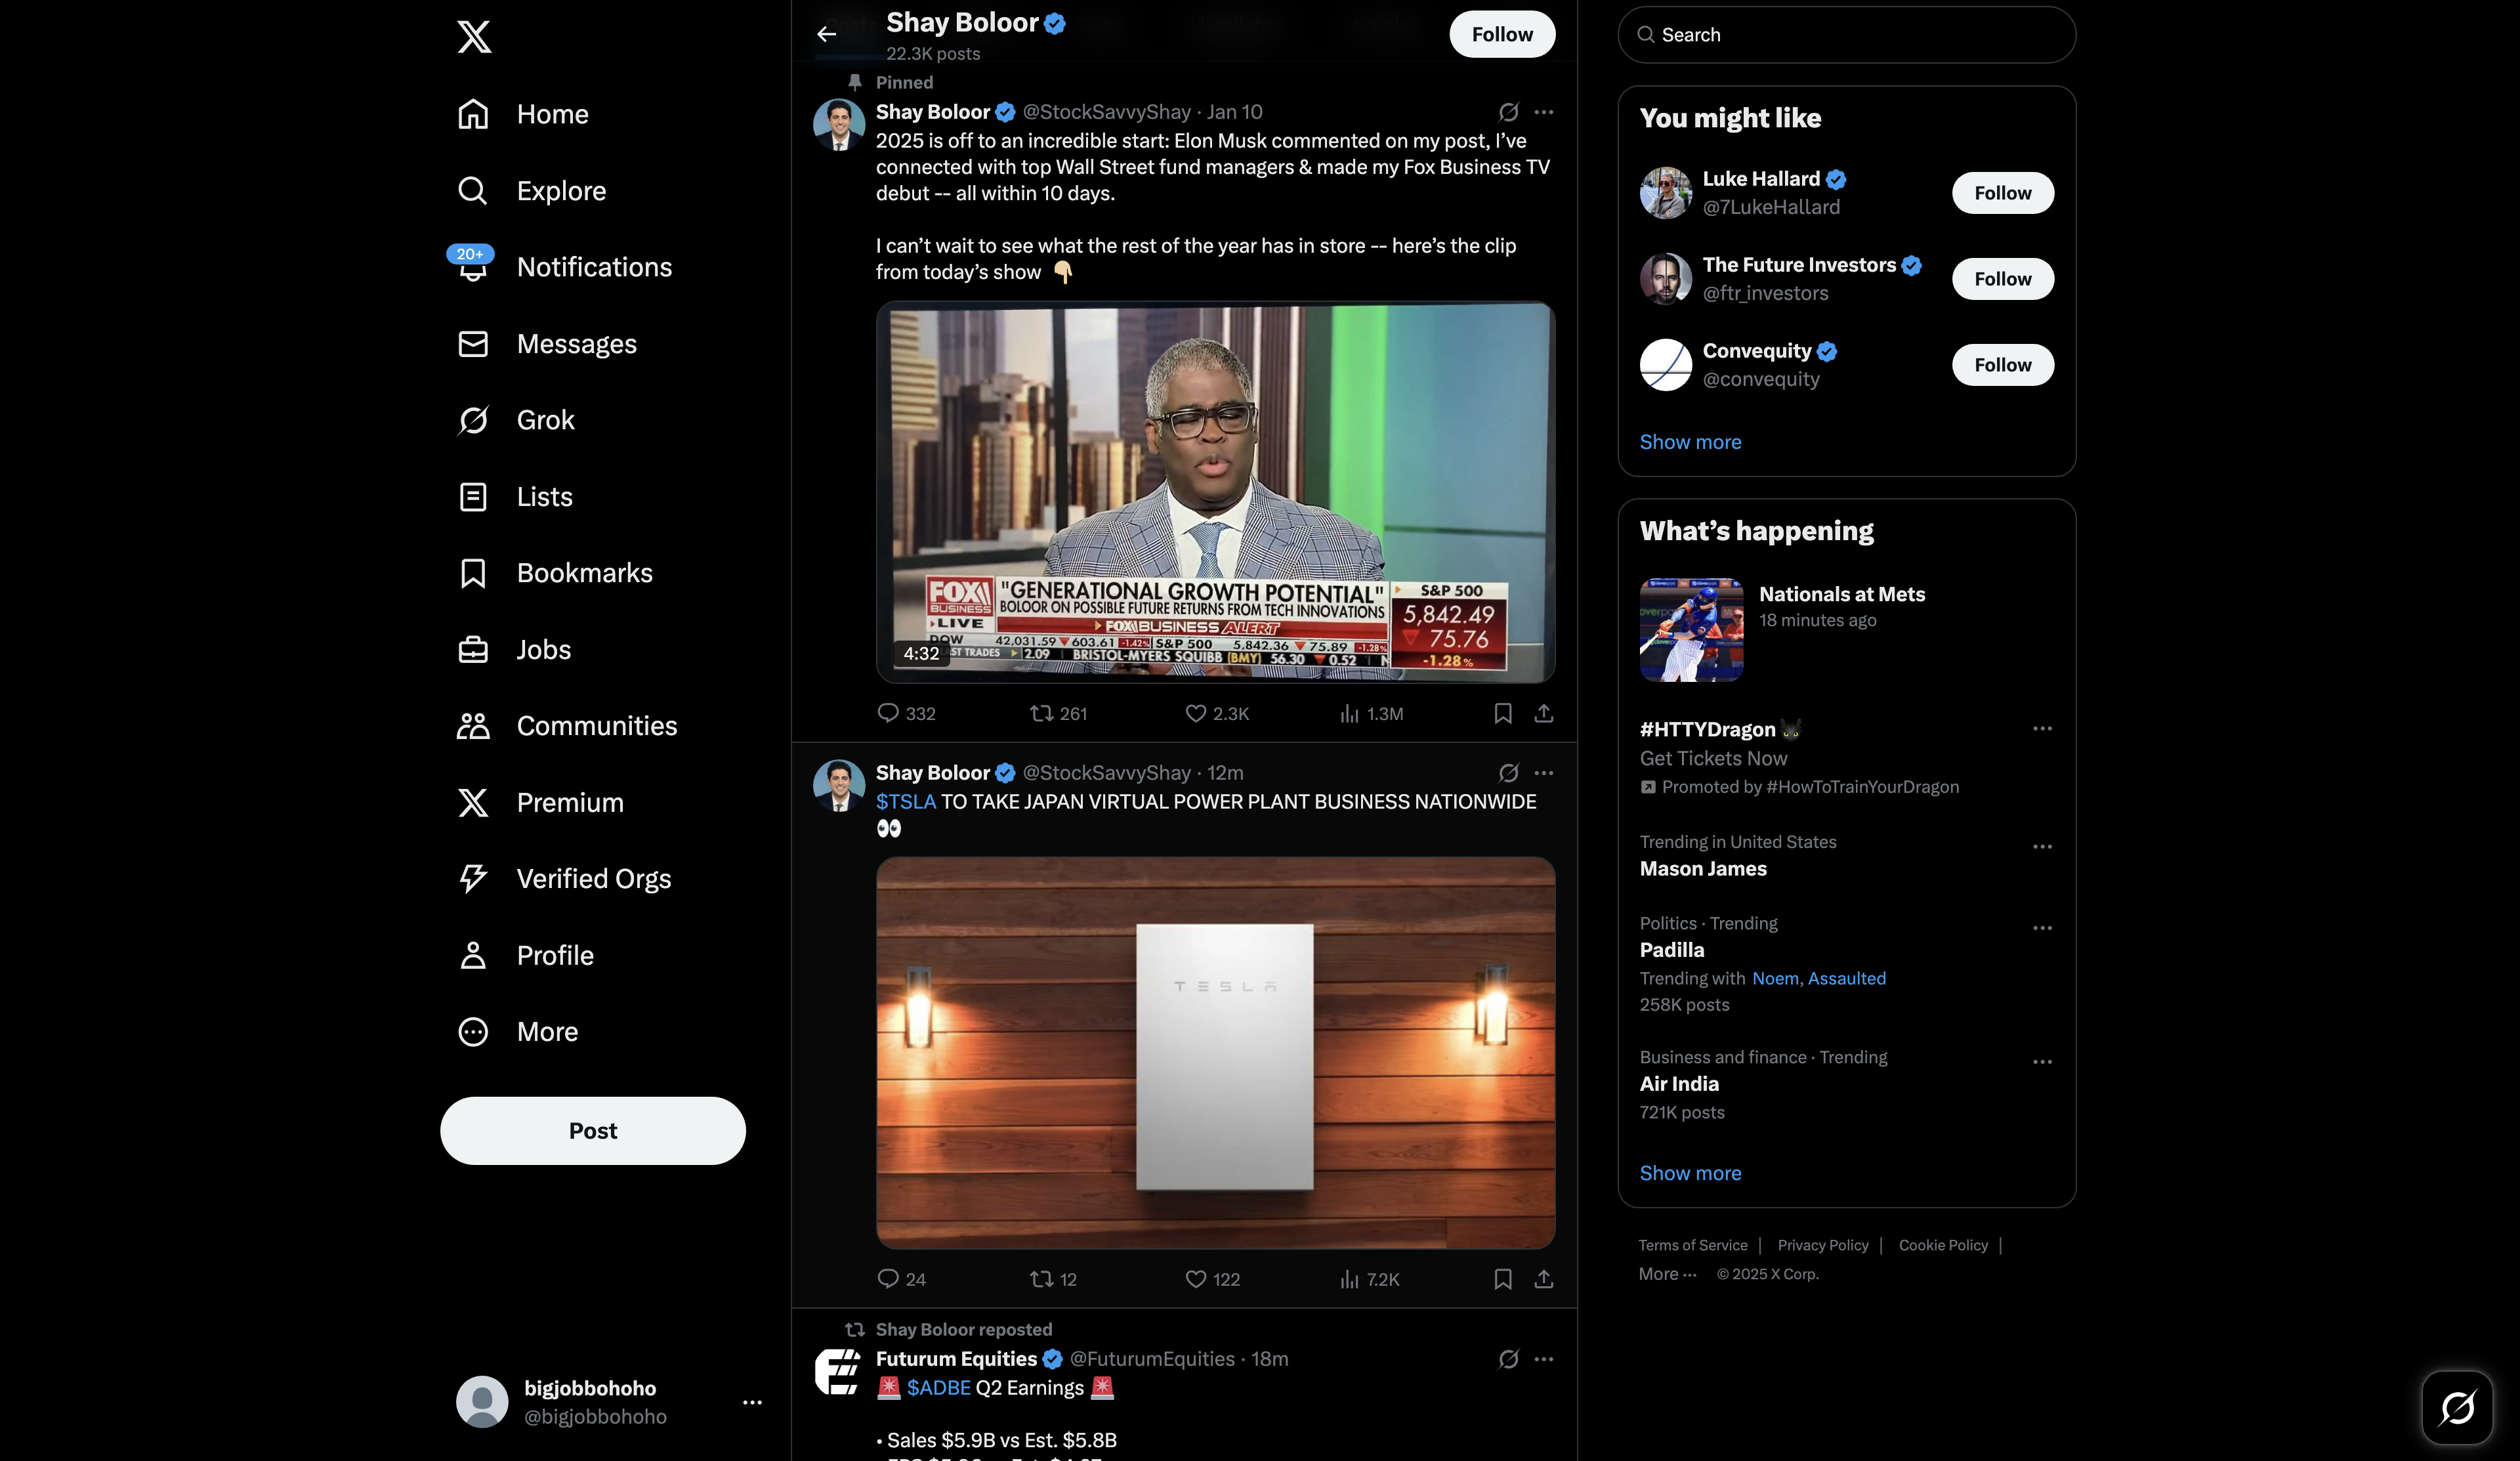 Home
Explore
20+
Notifications
Messages
Grok
Lists
Bookmarks
Jobs
Communities
Premium
Verified Orgs
Profile
More
Post
bigjobbohoho
@bigjobbohoho
Shay Boloor
22.3K posts
Follow
Pinned
Shay Boloor @StockSavvyShay · Jan 10
2025 is off to an incredible start: Elon Musk commented on my post, I’ve
connected with top Wall Street fund managers & made my Fox Business TV
debut -- all within 10 days.
I can’t wait to see what the rest of the year has in store -- here’s the clip
from today’s show 👇🏼
FOX BUSINESS
LIVE
"GENERATIONAL GROWTH POTENTIAL"
BOLOOR ON POSSIBLE FUTURE RETURNS FROM TECH INNOVATIONS
FOX BUSINESS ALERT
S&P 500
5,842.49
▼ 75.76
-1.28%
DOW 42,031.59 ▼ 603.61 -1.42% S&P 500 5,842.36 ▼ 75.89 -1.28%
AST TRADES 2.09 BRISTOL-MYERS SQUIBB (BMY) 56.30 ▼ 0.52
4:32
332 261 2.3K 1.3M
Shay Boloor @StockSavvyShay · 12m
$TSLA TO TAKE JAPAN VIRTUAL POWER PLANT BUSINESS NATIONWIDE
👀
TESLA
24 12 122 7.2K
Shay Boloor reposted
Futurum Equities @FuturumEquities · 18m
🚨 $ADBE Q2 Earnings 🚨
• Sales $5.9B vs Est. $5.8B
Search
You might like
Luke Hallard
@7LukeHallard
Follow
The Future Investors
@ftr_investors
Follow
Convequity
@convequity
Follow
Show more
What’s happening
Nationals at Mets
18 minutes ago
#HTTYDragon
Get Tickets Now
Promoted by #HowToTrainYourDragon
Trending in United States
Mason James
Politics · Trending
Padilla
Trending with Noem, Assaulted
258K posts
Business and finance · Trending
Air India
721K posts
Show more
Terms of Service | Privacy Policy | Cookie Policy |
More ··· © 2025 X Corp.